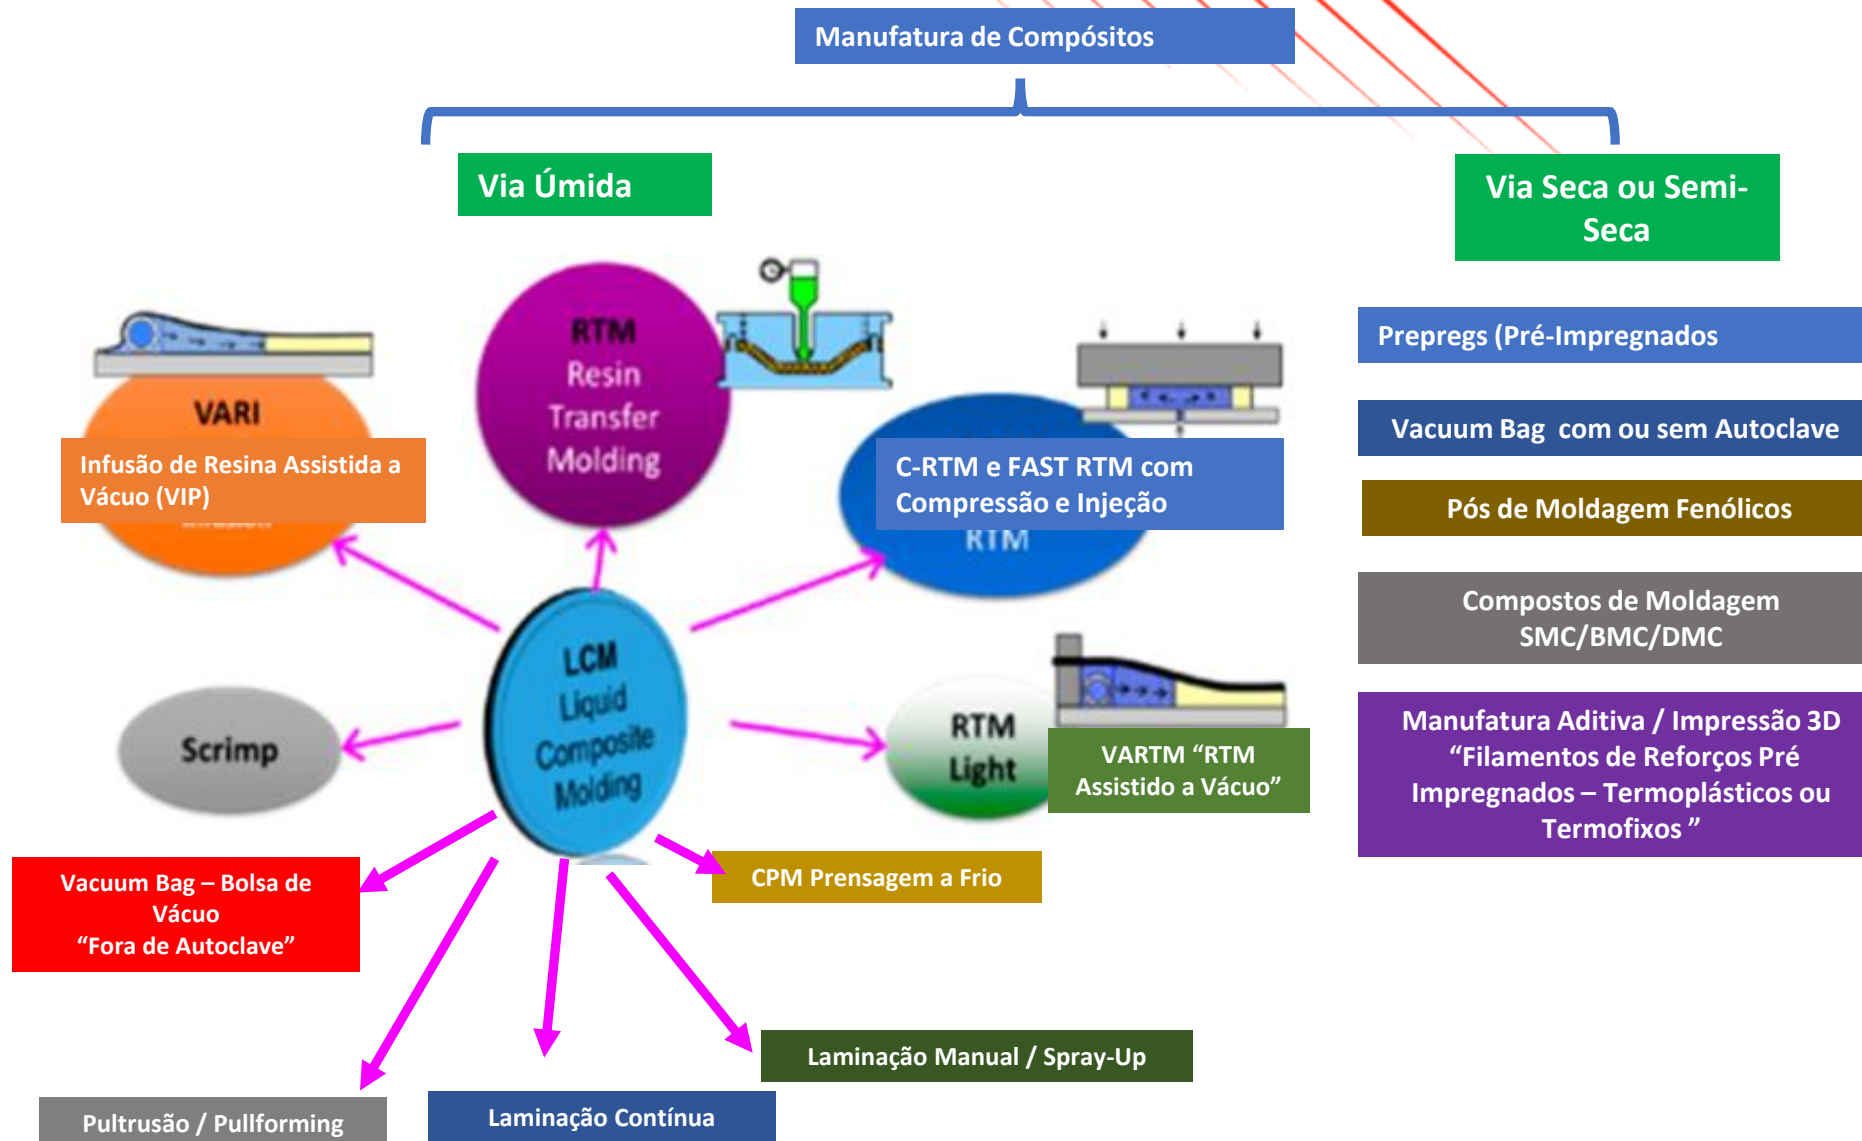 Manufatura de Compósitos
Via Úmida
Via Seca ou Semi-
Seca
RTM
Resin
Transfer
Molding
VARI
Infusão de Resina Assistida a
Vácuo (VIP)
C-RTM e FAST RTM com
Compressão e Injeção
RTM
LCM
Liquid
Composite
Molding
Scrimp
RTM
Light
VARTM “RTM
Assistido a Vácuo”
Vacuum Bag – Bolsa de
Vácuo
“Fora de Autoclave”
CPM Prensagem a Frio
Laminação Manual / Spray-Up
Pultrusão / Pullforming
Laminação Contínua
Prepregs (Pré-Impregnados
Vacuum Bag  com ou sem Autoclave
Pós de Moldagem Fenólicos
Compostos de Moldagem
SMC/BMC/DMC
Manufatura Aditiva / Impressão 3D
“Filamentos de Reforços Pré
Impregnados – Termoplásticos ou
Termofixos ”